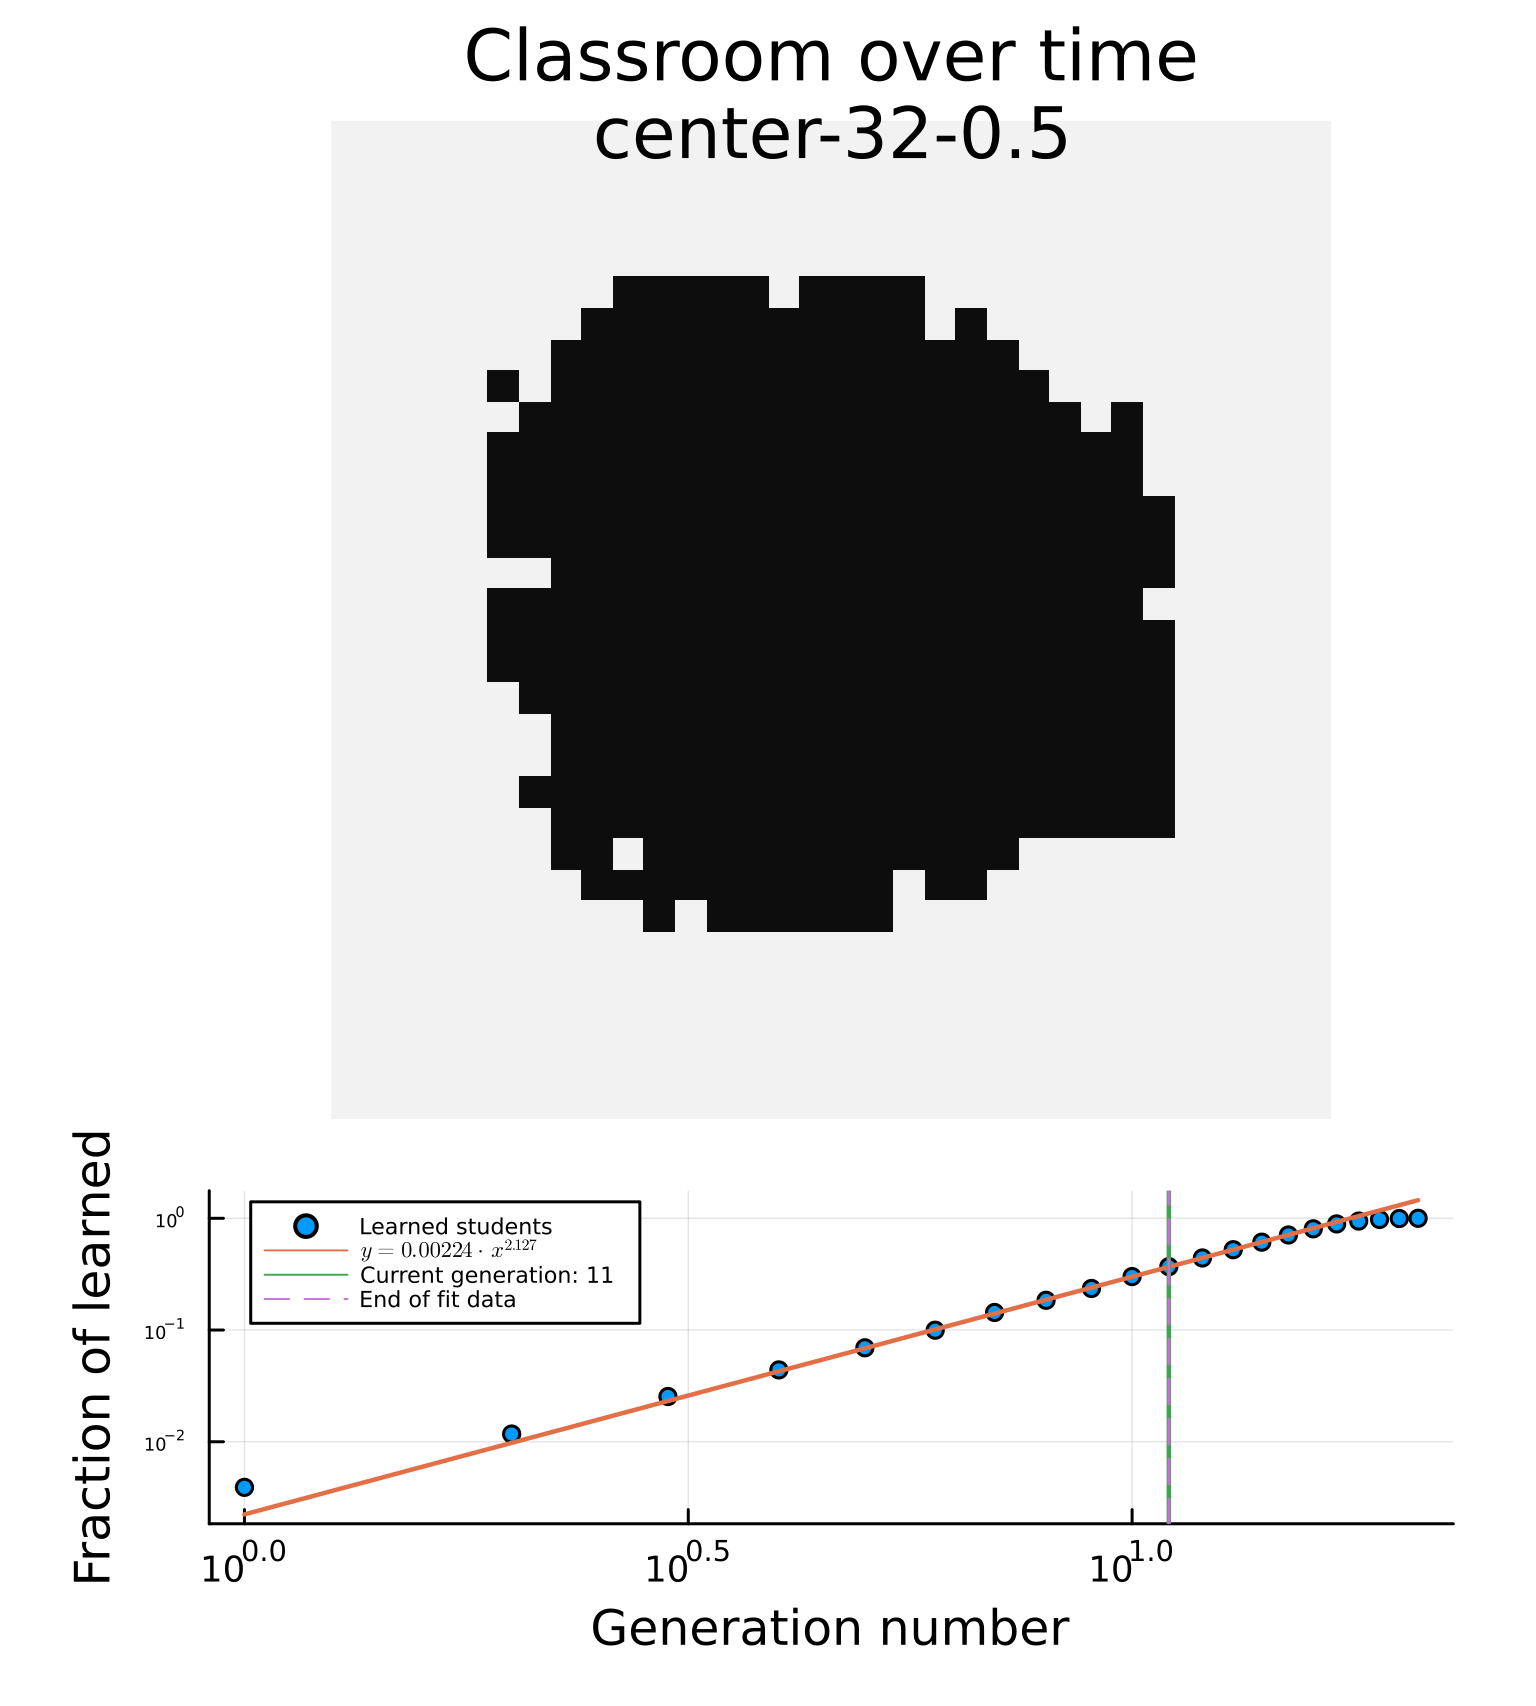 Classroom over time
center-32-0.5
Fraction of learned
10⁰
10⁻¹
10⁻²
Learned students
y = 0.00224 · x^2.127
Current generation: 11
End of fit data
10^0.0
10^0.5
10^1.0
Generation number